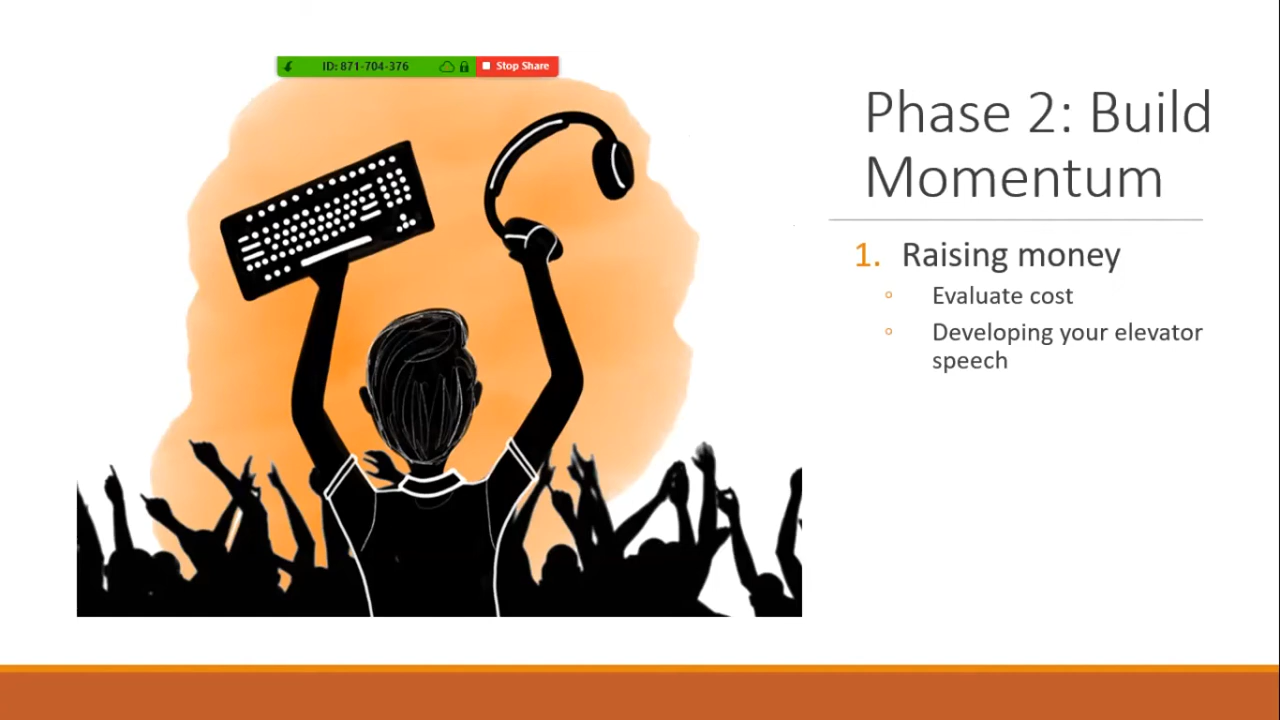 ID: 871-704-376
Stop Share
Phase 2: Build
Momentum
1. Raising money
Evaluate cost
Developing your elevator
speech